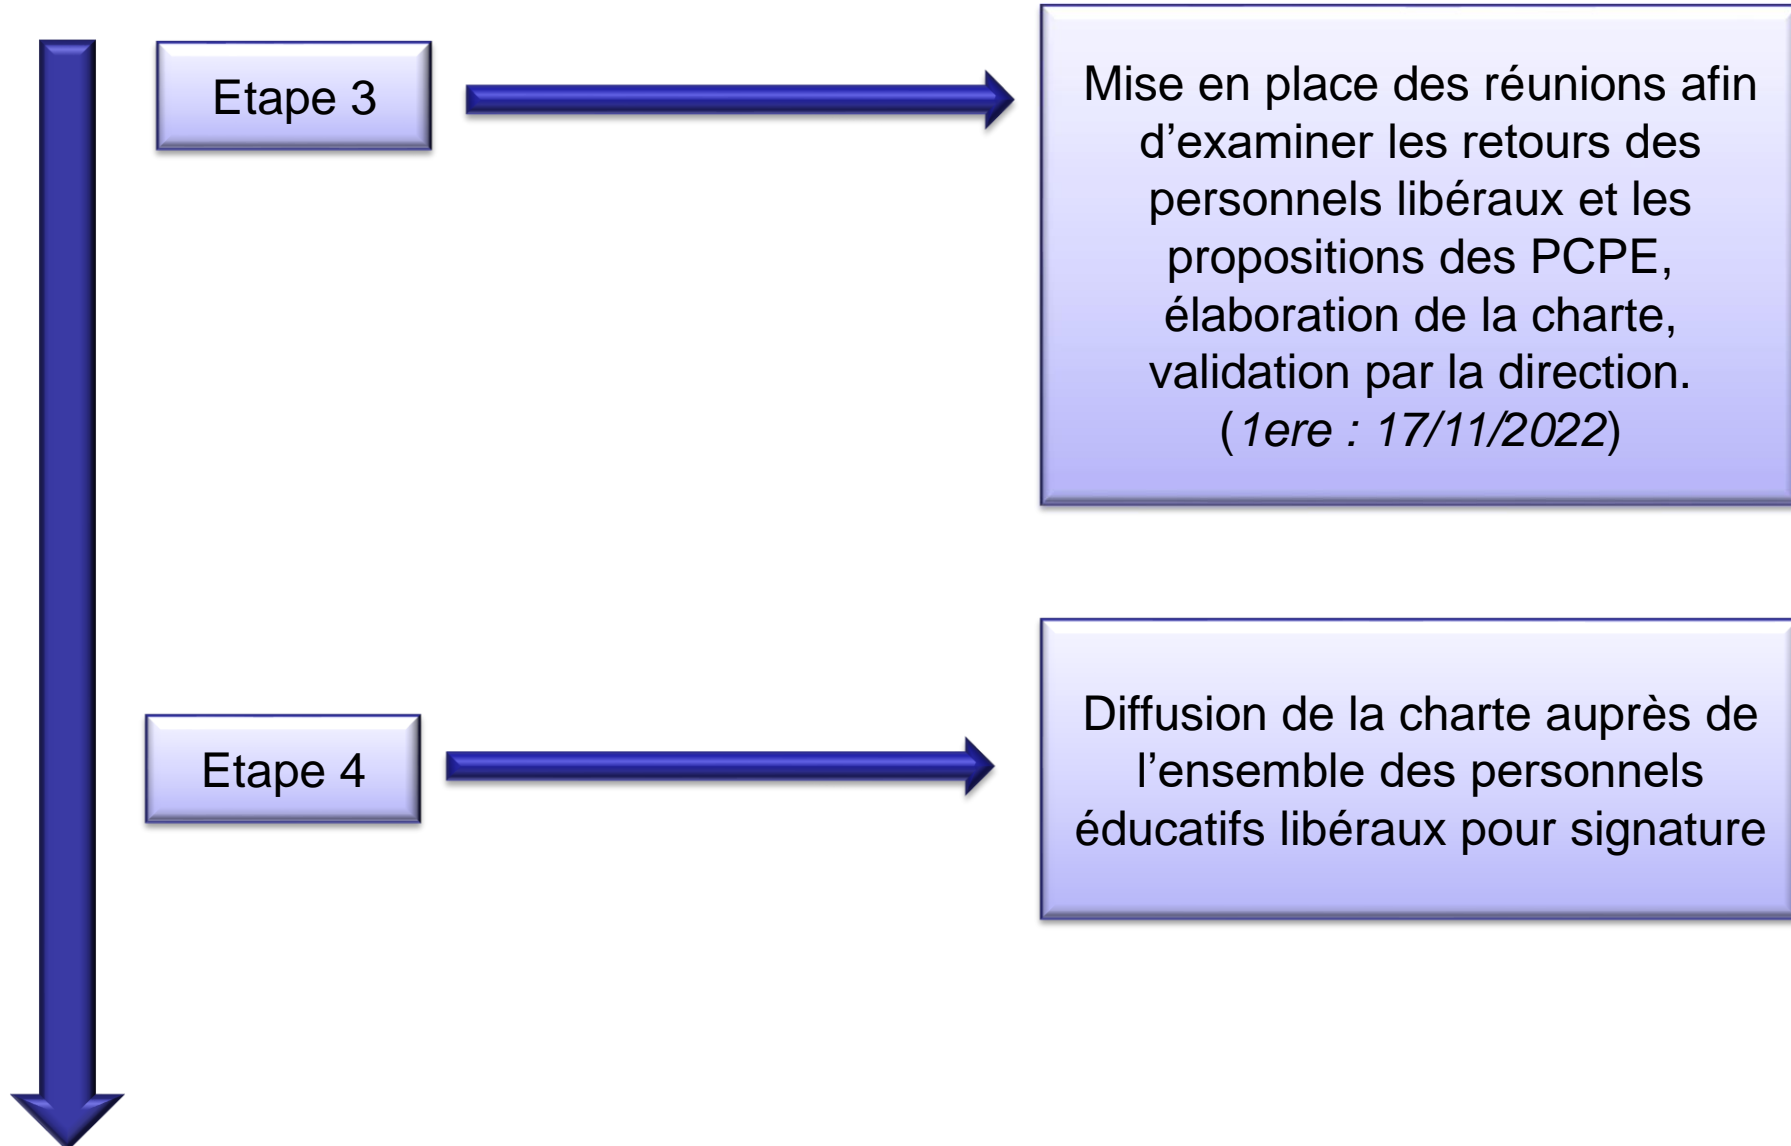 Etape 3
Mise en place des réunions afin
d’examiner les retours des
personnels libéraux et les
propositions des PCPE,
élaboration de la charte,
validation par la direction.
(1ere : 17/11/2022)
Etape 4
Diffusion de la charte auprès de
l’ensemble des personnels
éducatifs libéraux pour signature